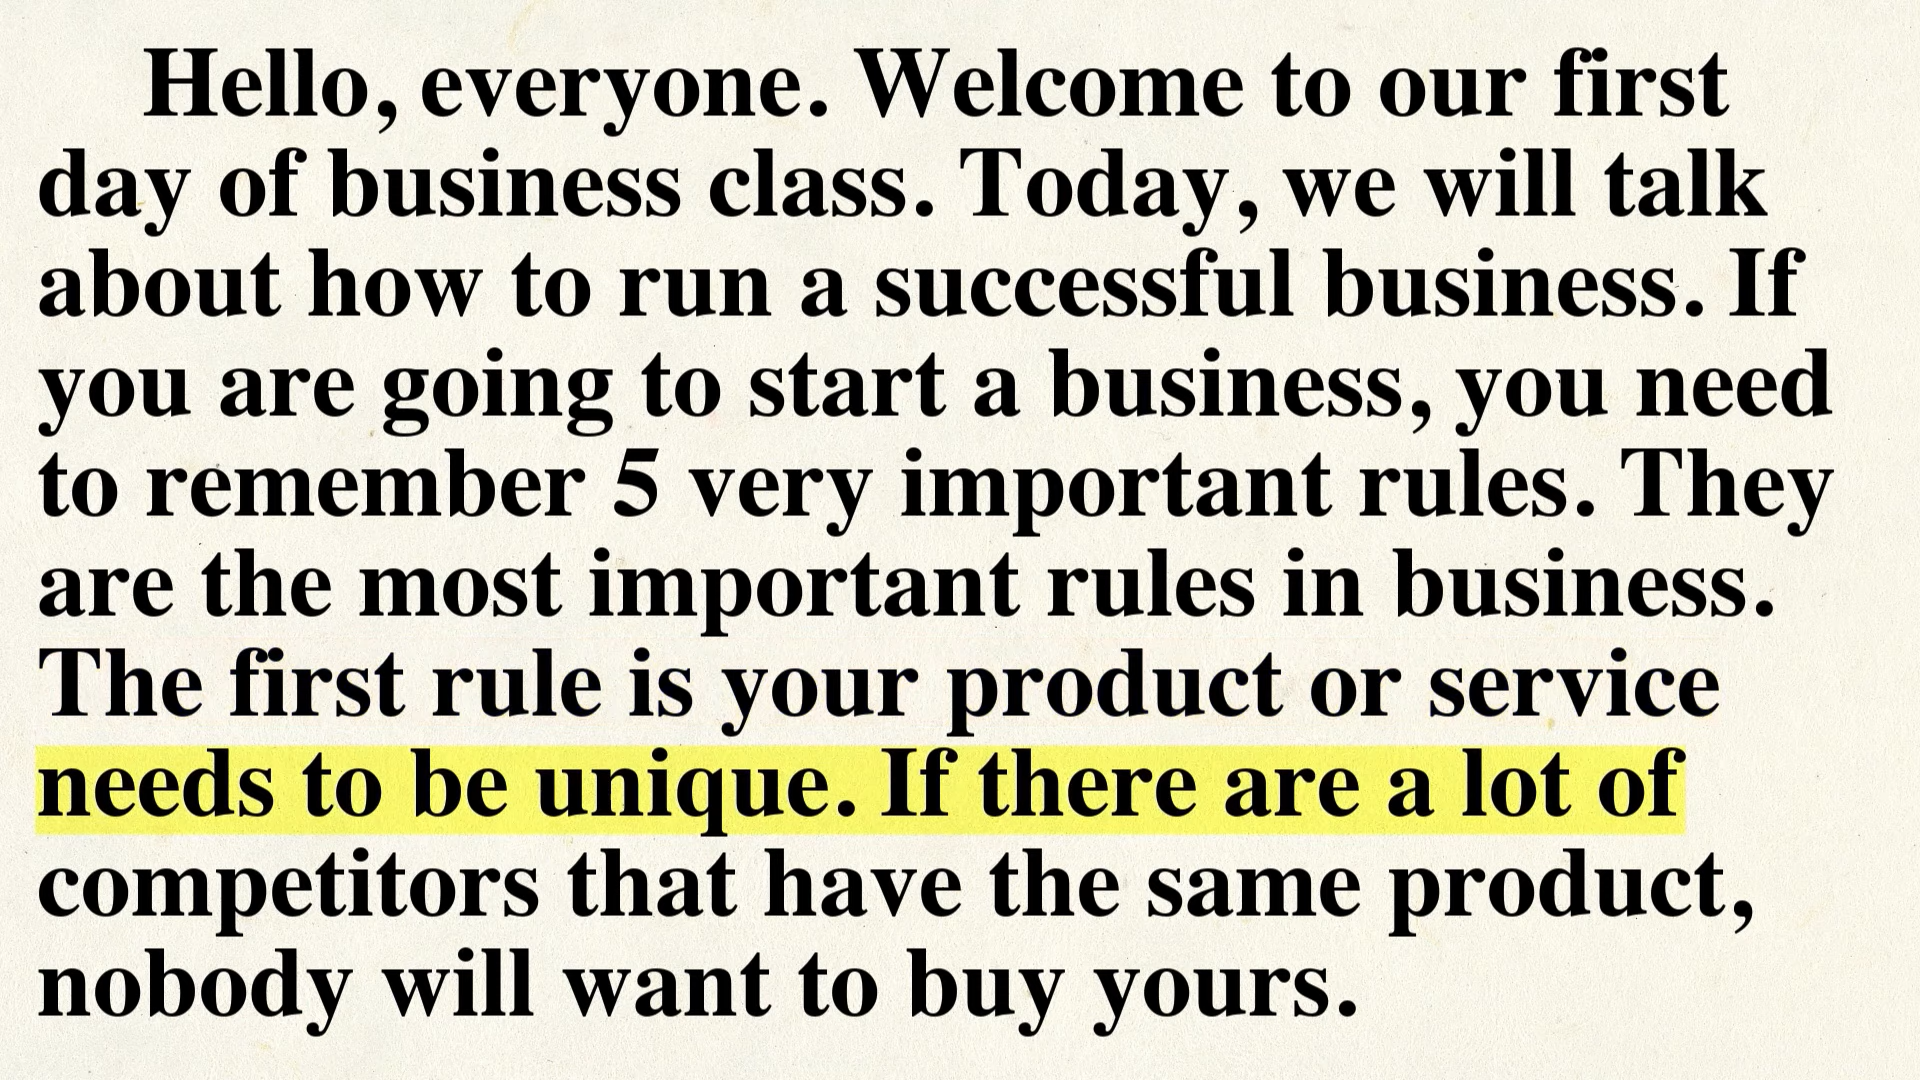 Hello, everyone. Welcome to our first
day of business class. Today, we will talk
about how to run a successful business. If
you are going to start a business, you need
to remember 5 very important rules. They
are the most important rules in business.
The first rule is your product or service
needs to be unique. If there are a lot of
competitors that have the same product,
nobody will want to buy yours.